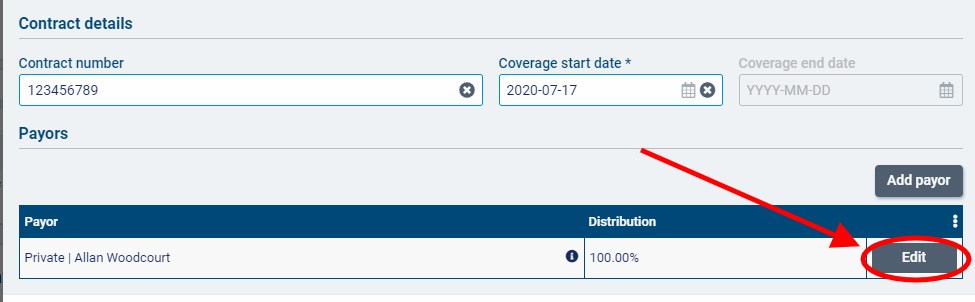 Contract details
Contract number Coverage start date * Coverage end date
123456789 2020-07-17 YYYY-MM-DD
Payors
Add payor
Payor Distribution
Private | Allan Woodcourt 100.00% Edit